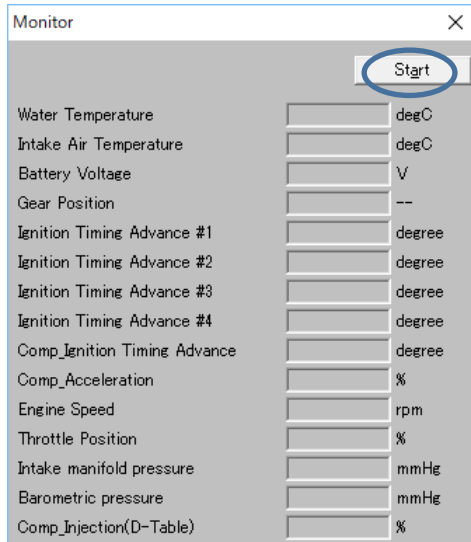 Monitor
Start
Water Temperature degC
Intake Air Temperature degC
Battery Voltage V
Gear Position --
Ignition Timing Advance #1 degree
Ignition Timing Advance #2 degree
Ignition Timing Advance #3 degree
Ignition Timing Advance #4 degree
Comp_Ignition Timing Advance degree
Comp_Acceleration %
Engine Speed rpm
Throttle Position %
Intake manifold pressure mmHg
Barometric pressure mmHg
Comp_Injection(D-Table) %